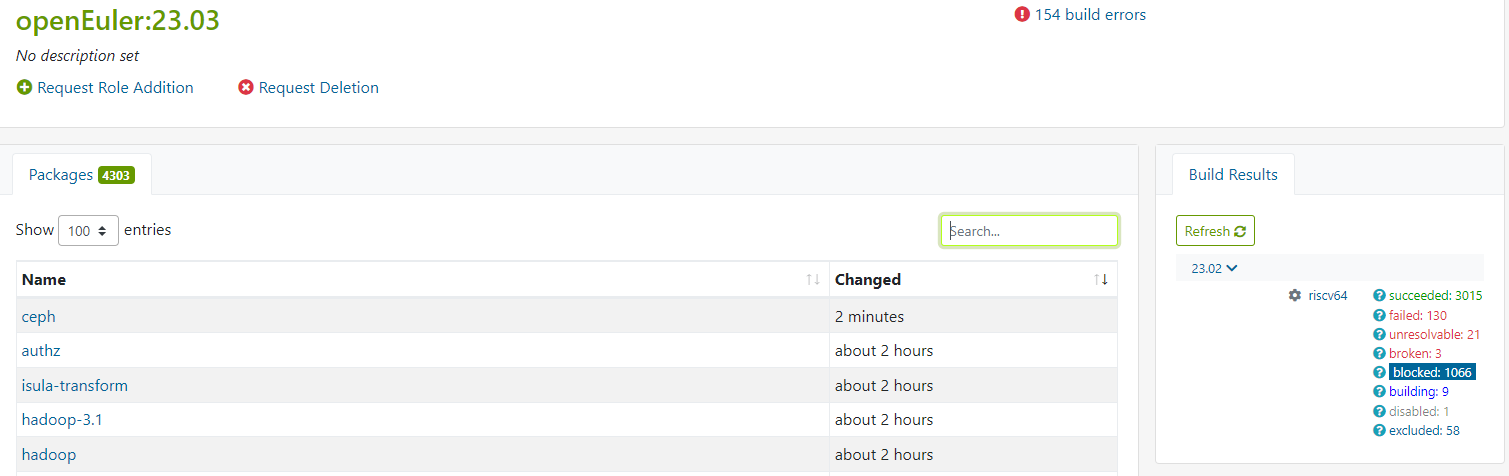 openEuler:23.03
154 build errors
No description set
Request Role Addition
Request Deletion
Packages 4303
Build Results
Show 100 entries
Search...
Refresh
23.02
Name Changed
riscv64
succeeded: 3015
failed: 130
unresolvable: 21
broken: 3
blocked: 1066
building: 9
disabled: 1
excluded: 58
ceph 2 minutes
authz about 2 hours
isula-transform about 2 hours
hadoop-3.1 about 2 hours
hadoop about 2 hours